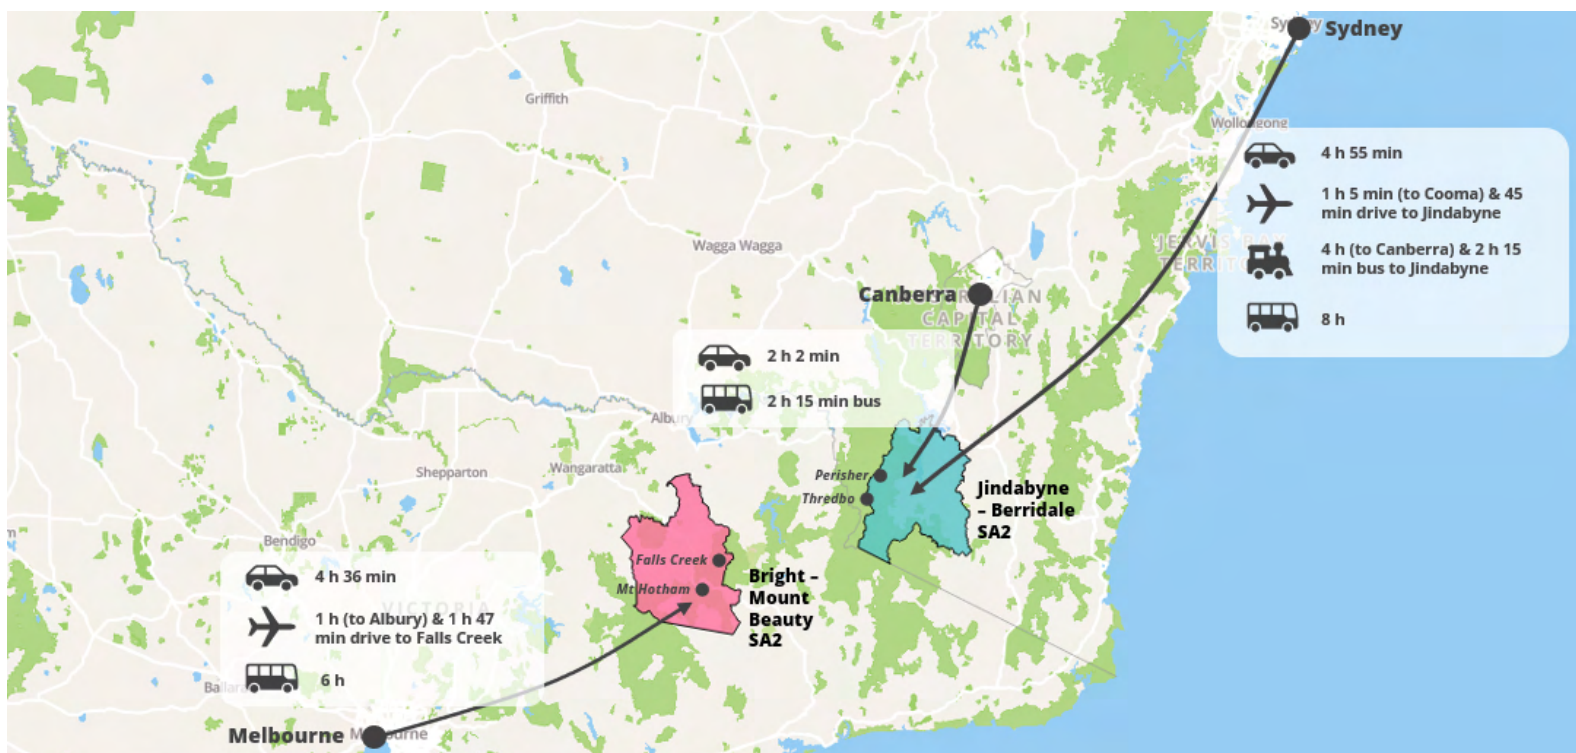 Sydney
Sydney
Griffith
Wollongong
4 h 55 min
1 h 5 min (to Cooma) & 45
min drive to Jindabyne
4 h (to Canberra) & 2 h 15
min bus to Jindabyne
8 h
JERVIS BAY
TERRITORY
Wagga Wagga
Canberra
AUSTRALIAN
CAPITAL
TERRITORY
2 h 2 min
2 h 15 min bus
Albury
Shepparton
Wangaratta
Perisher
Thredbo
Jindabyne
– Berridale
SA2
Bendigo
Falls Creek
Mt Hotham
Bright –
Mount
Beauty
SA2
4 h 36 min
VICTORIA
1 h (to Albury) & 1 h 47
min drive to Falls Creek
6 h
Ballara
Melbourne
Melbourne